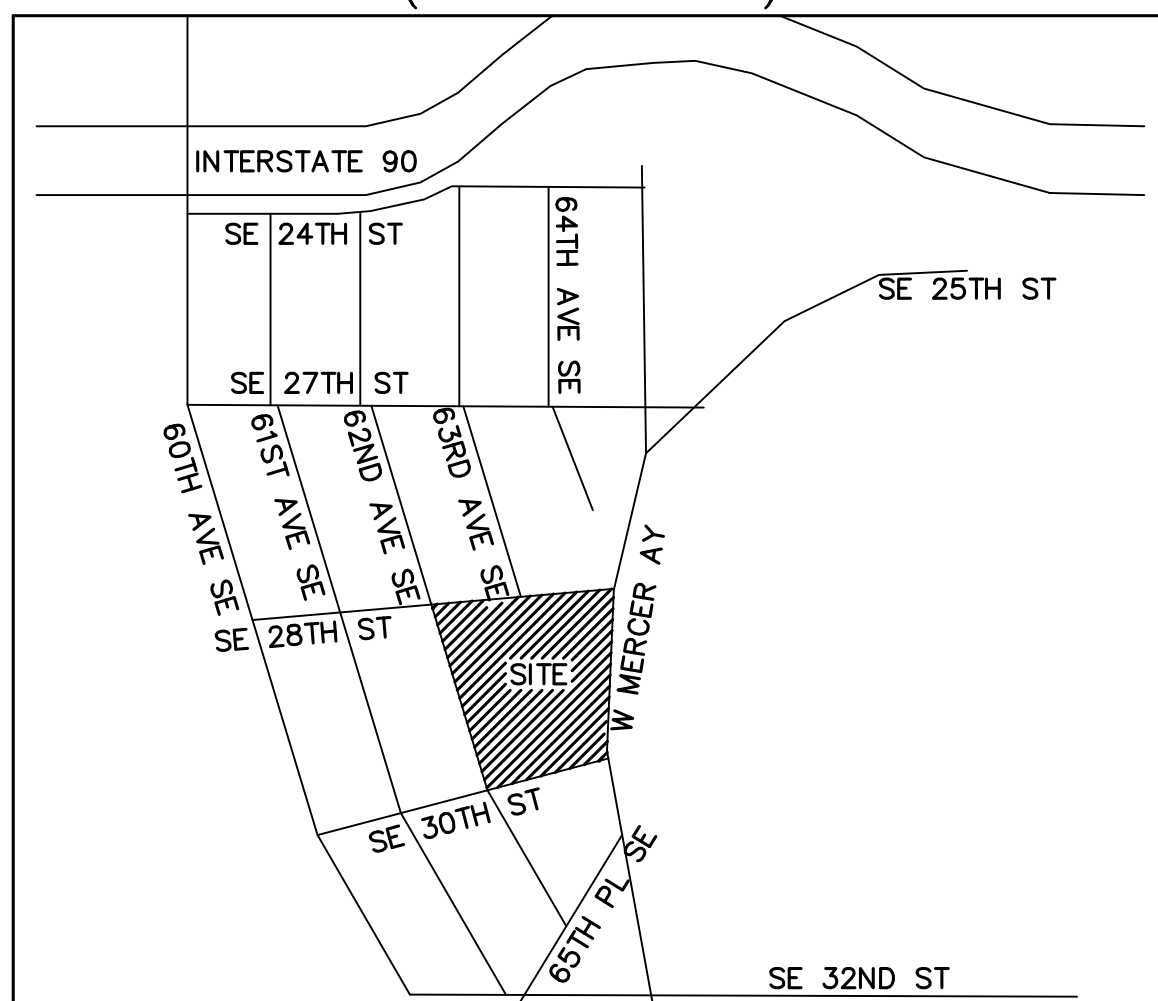 INTERSTATE 90
SE 24TH ST
64TH AVE SE
SE 25TH ST
SE 27TH ST
60TH AVE SE
61ST AVE SE
62ND AVE SE
63RD AVE SE
SE 28TH ST
SITE
W MERCER AY
SE 30TH ST
65TH PL SE
SE 32ND ST